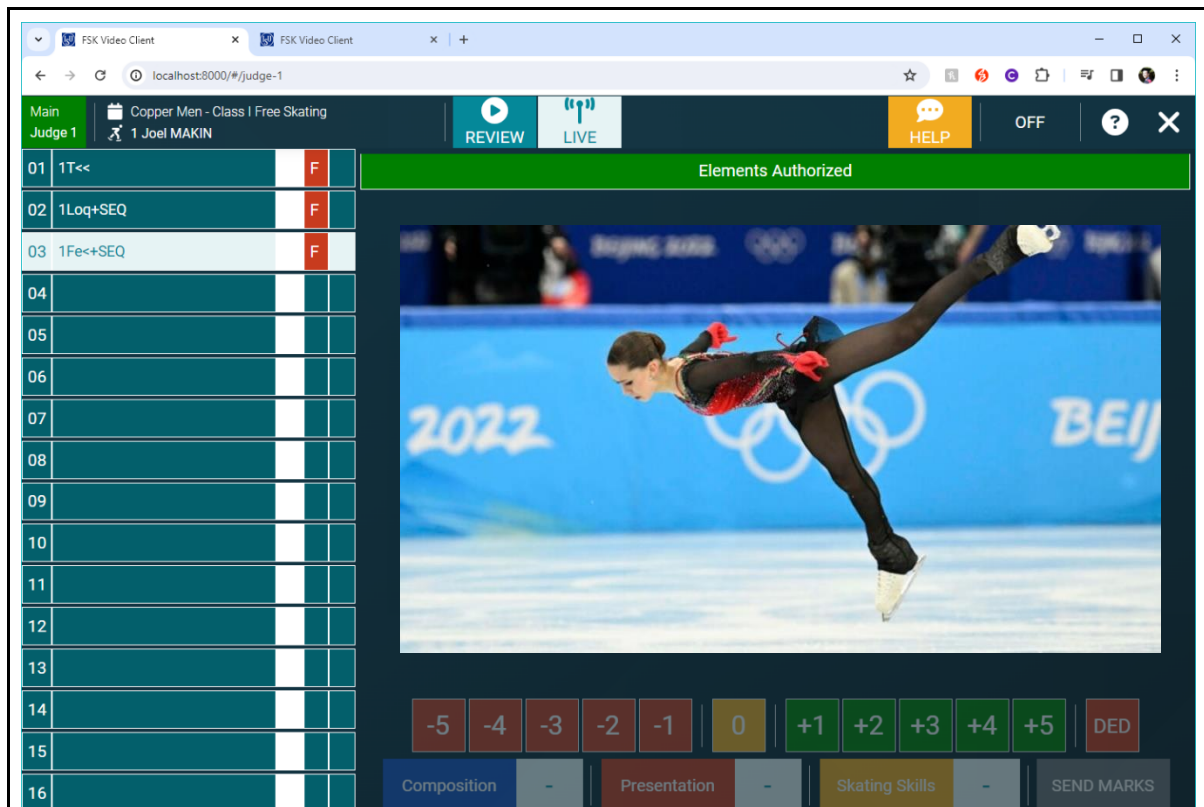 FSK Video Client
FSK Video Client
localhost:8000/#/judge-1
Main
Judge 1
Copper Men - Class I Free Skating
1 Joel MAKIN
REVIEW
LIVE
HELP
OFF
?
01 1T<< F
02 1Loq+SEQ F
03 1Fe<+SEQ F
04
05
06
07
08
09
10
11
12
13
14
15
16
Elements Authorized
BEIJING 2022
2022
BEIJ
-5 -4 -3 -2 -1 0 +1 +2 +3 +4 +5 DED
Composition - Presentation - Skating Skills - SEND MARKS